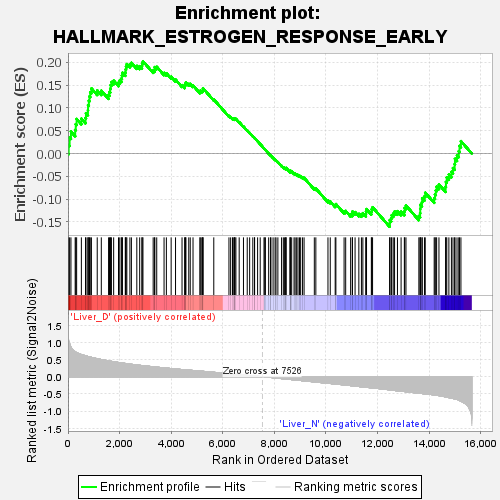 Enrichment plot:
HALLMARK_ESTROGEN_RESPONSE_EARLY
Enrichment score (ES)
0.20
0.15
0.10
0.05
0.00
-0.05
-0.10
-0.15
'Liver_D' (positively correlated)
Ranked list metric (Signal2Noise)
1.5
1.0
0.5
0.0
-0.5
-1.0
-1.5
Zero cross at 7526
'Liver_N' (negatively correlated)
0
2,000
4,000
6,000
8,000
10,000
12,000
14,000
16,000
Rank in Ordered Dataset
Enrichment profile
Hits
Ranking metric scores